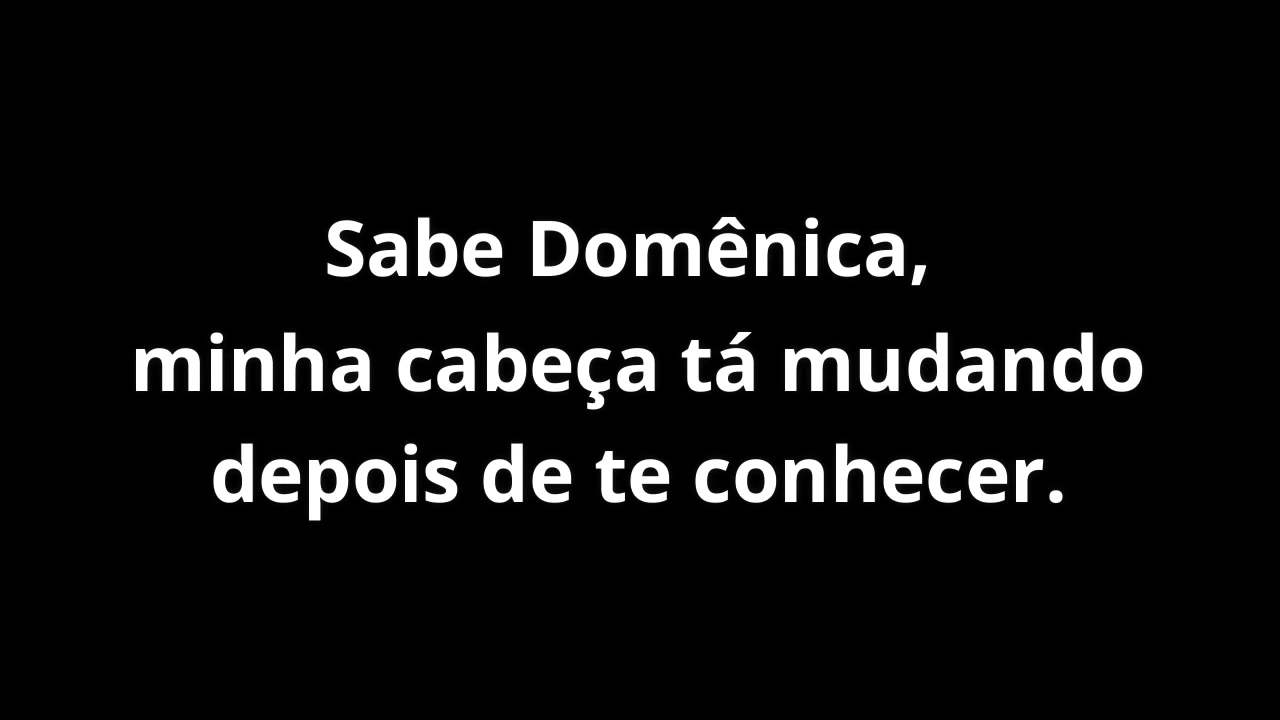 Sabe Domênica,
minha cabeça tá mudando
depois de te conhecer.